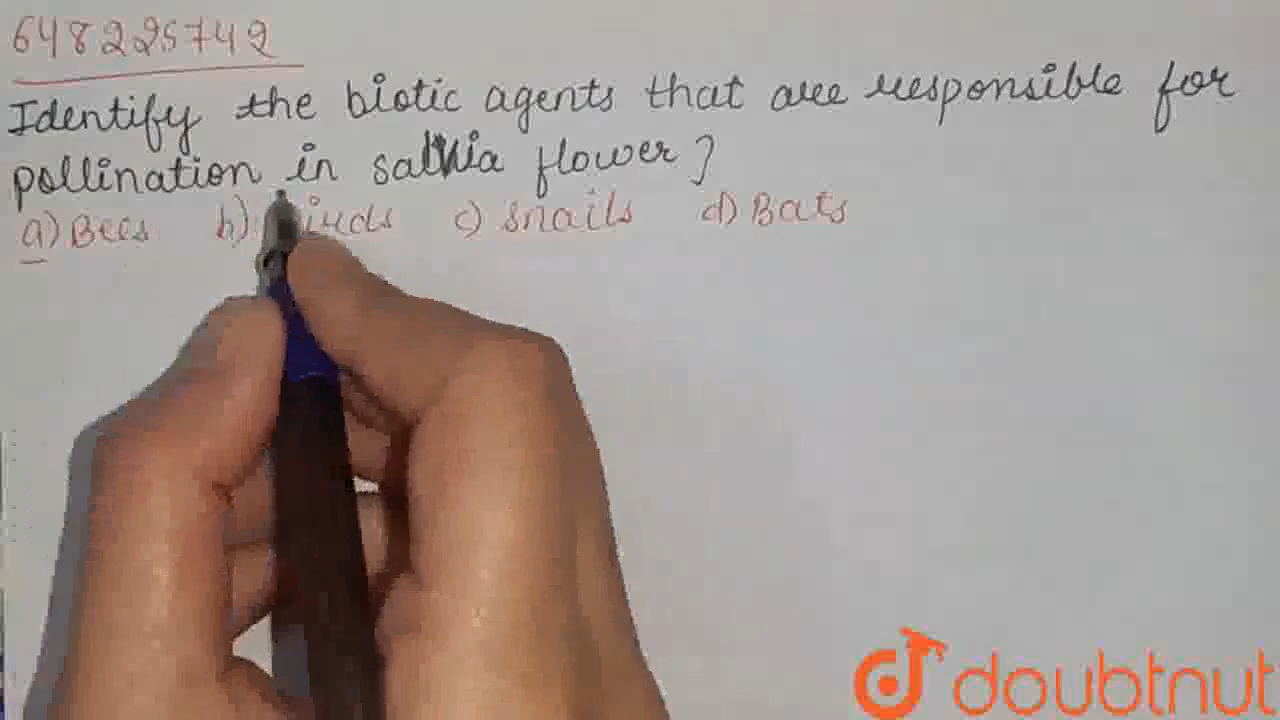 648225742
Identify the biotic agents that are responsible for
pollination in salvia flower?
a) Bees b) c) Snails d) Bats
doubtnut